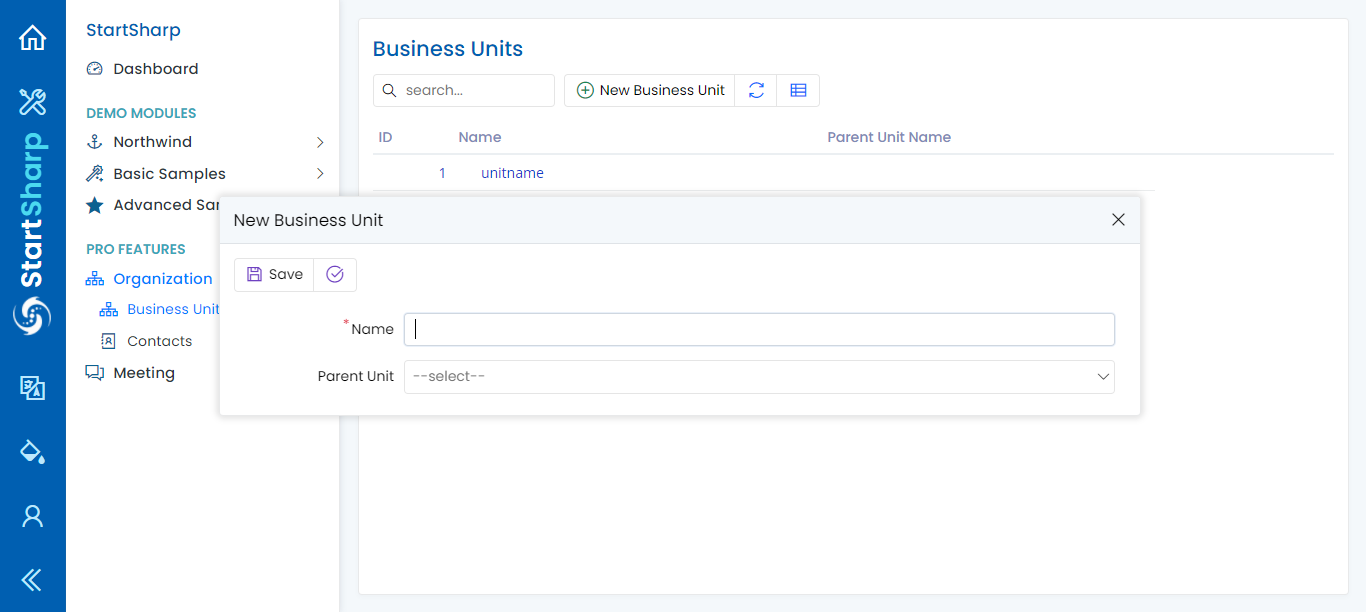 StartSharp
StartSharp
Dashboard
DEMO MODULES
Northwind
Basic Samples
Advanced Sar
PRO FEATURES
Organization
Business Unit
Contacts
Meeting
Business Units
search...
New Business Unit
ID Name Parent Unit Name
1 unitname
New Business Unit
Save
*Name
Parent Unit --select--